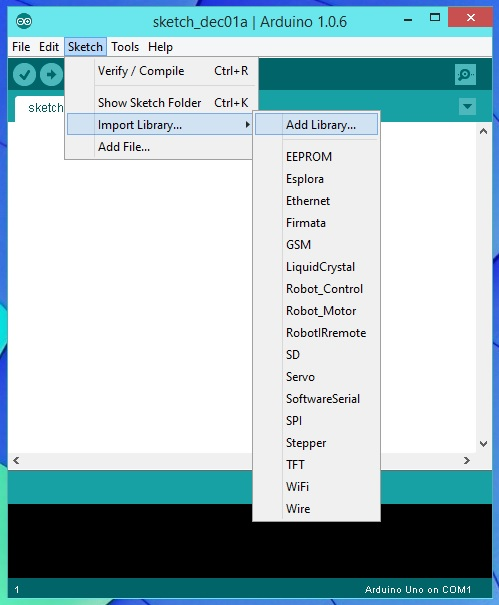 sketch_dec01a | Arduino 1.0.6
File Edit Sketch Tools Help
Verify / Compile Ctrl+R
Show Sketch Folder Ctrl+K
sketch
Import Library... Add Library...
Add File...
EEPROM
Esplora
Ethernet
Firmata
GSM
LiquidCrystal
Robot_Control
Robot_Motor
RobotIRremote
SD
Servo
SoftwareSerial
SPI
Stepper
TFT
WiFi
Wire
1 Arduino Uno on COM1